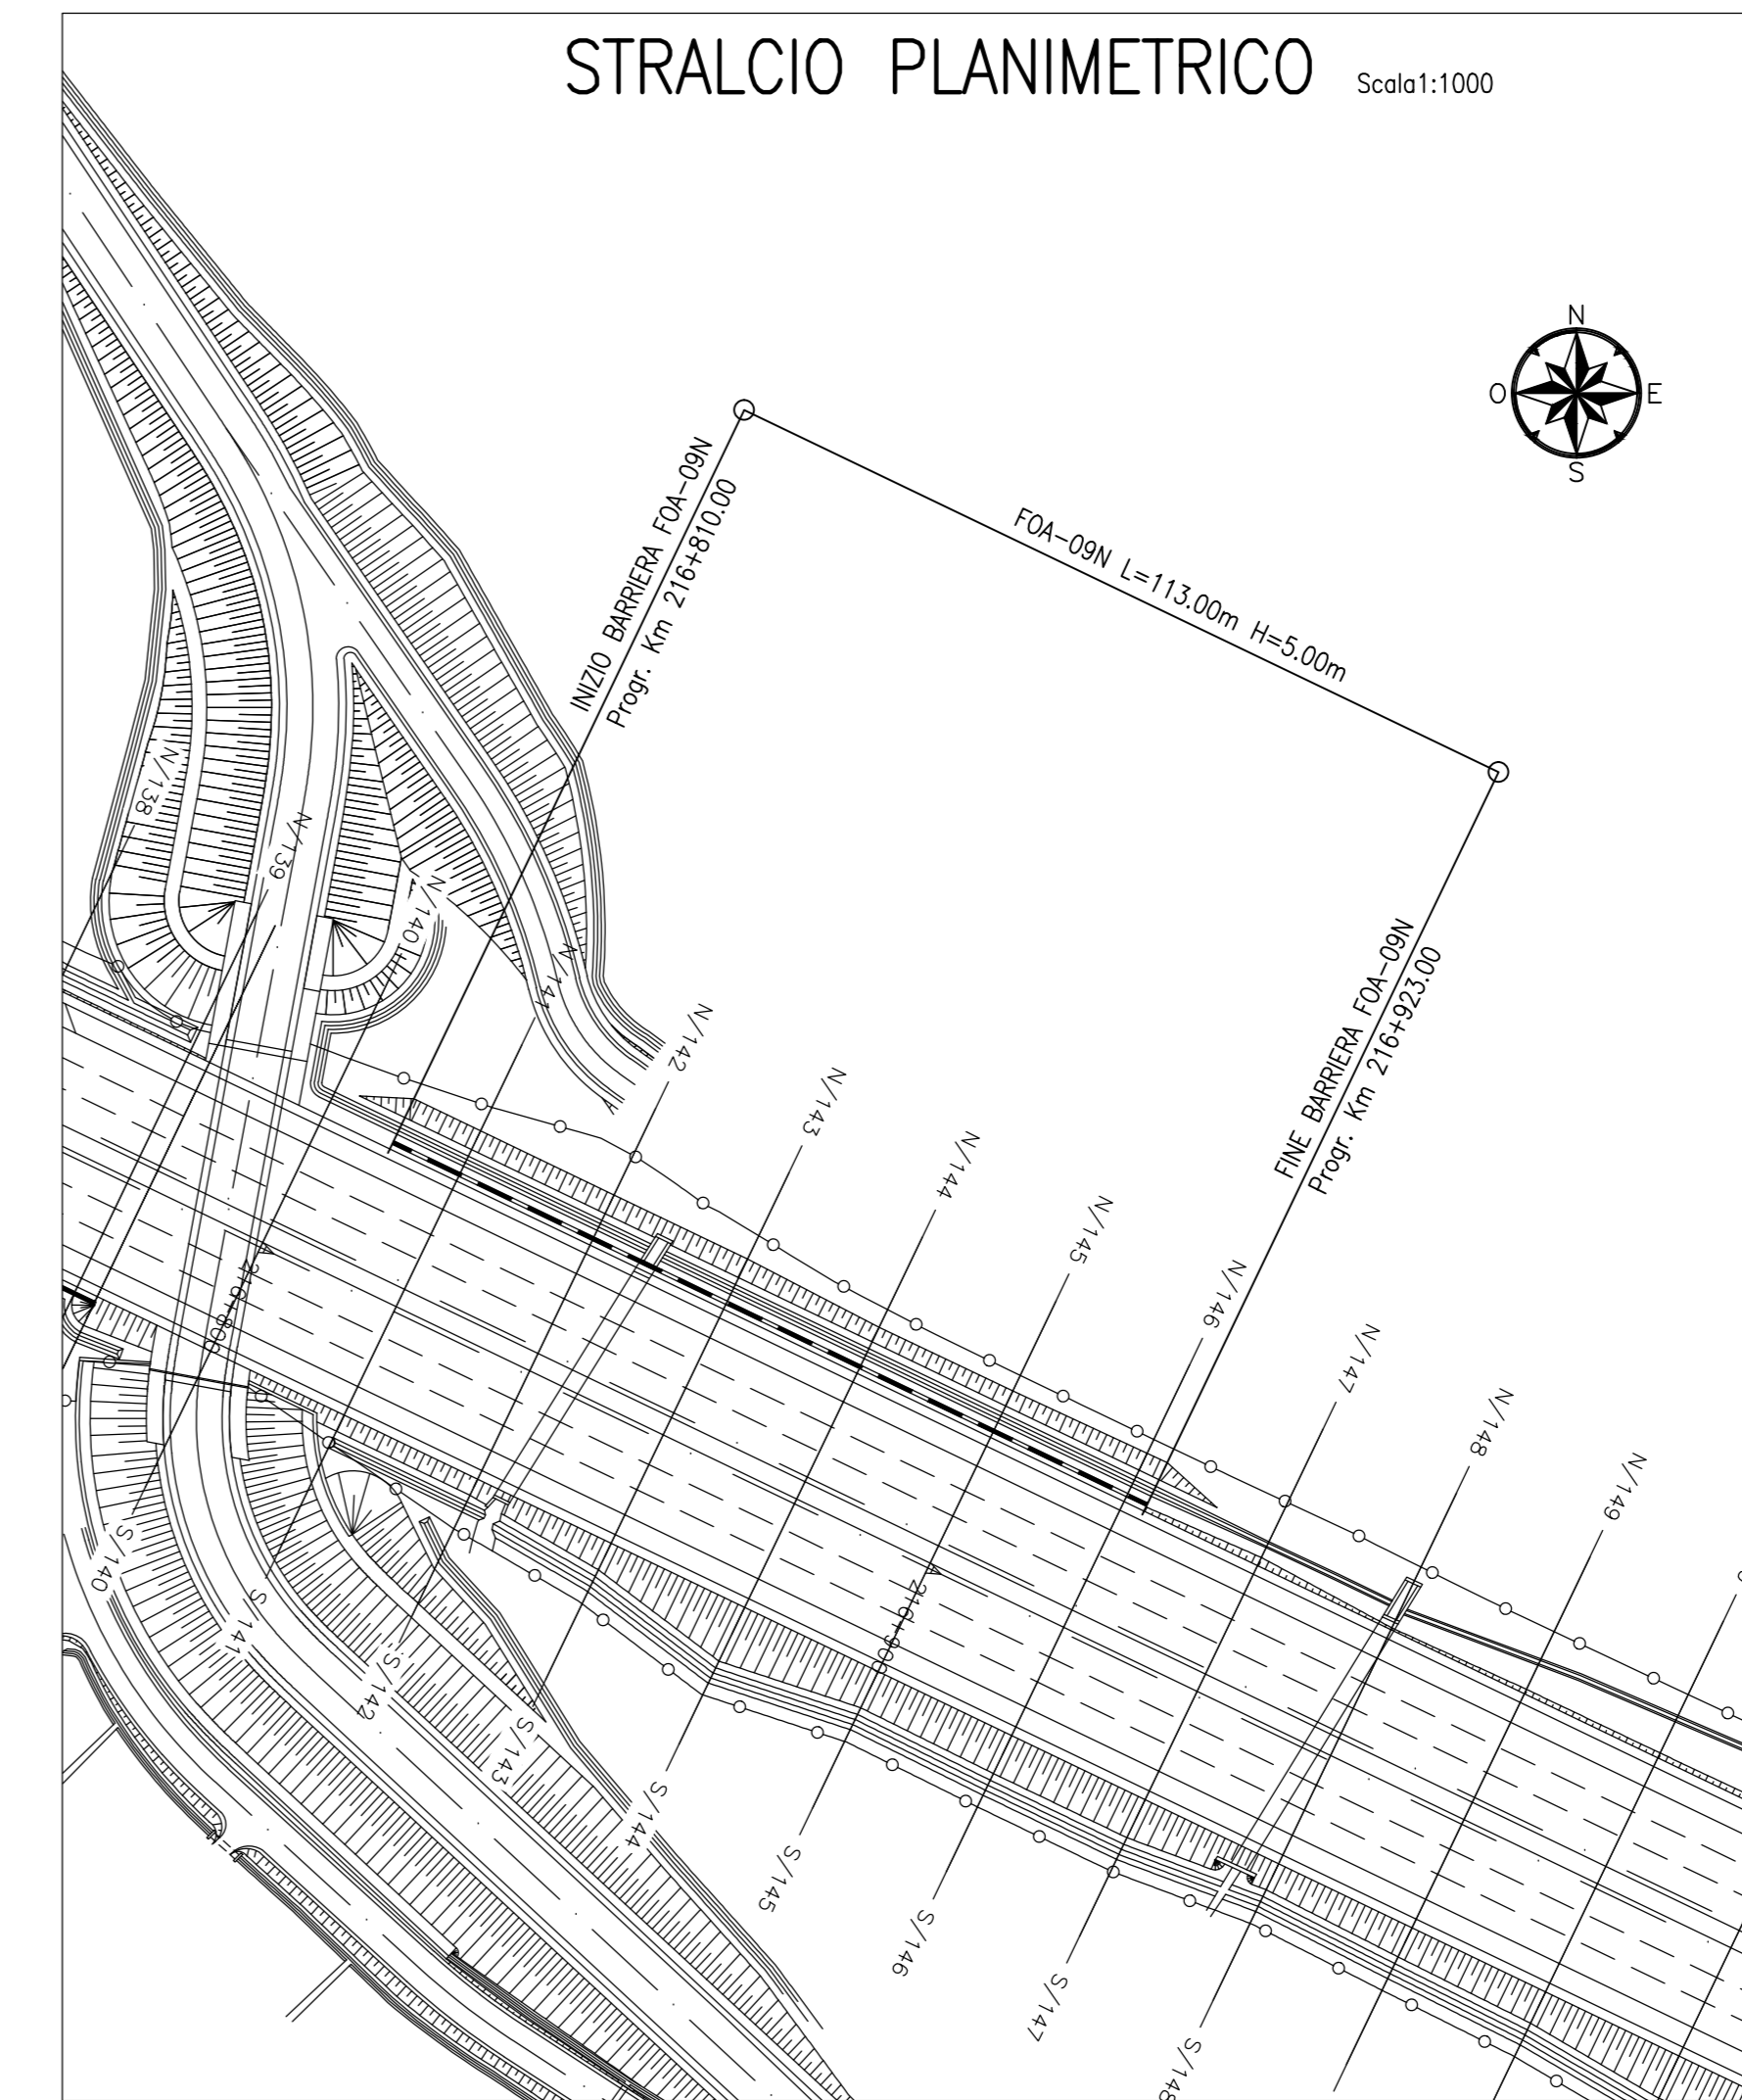 STRALCIO PLANIMETRICO Scala1:1000
N
O
E
S
INIZIO BARRIERA FOA-09N
Progr. Km 216+810.00
FOA-09N L=113.00m H=5.00m
FINE BARRIERA FOA-09N
Progr. Km 216+923.00
N/138
N/139
N/140
N/141
N/142
N/143
N/144
N/145
N/146
N/147
N/148
N/149
216+800
216+900
S/140
S/141
S/142
S/143
S/144
S/145
S/146
S/147
S/148